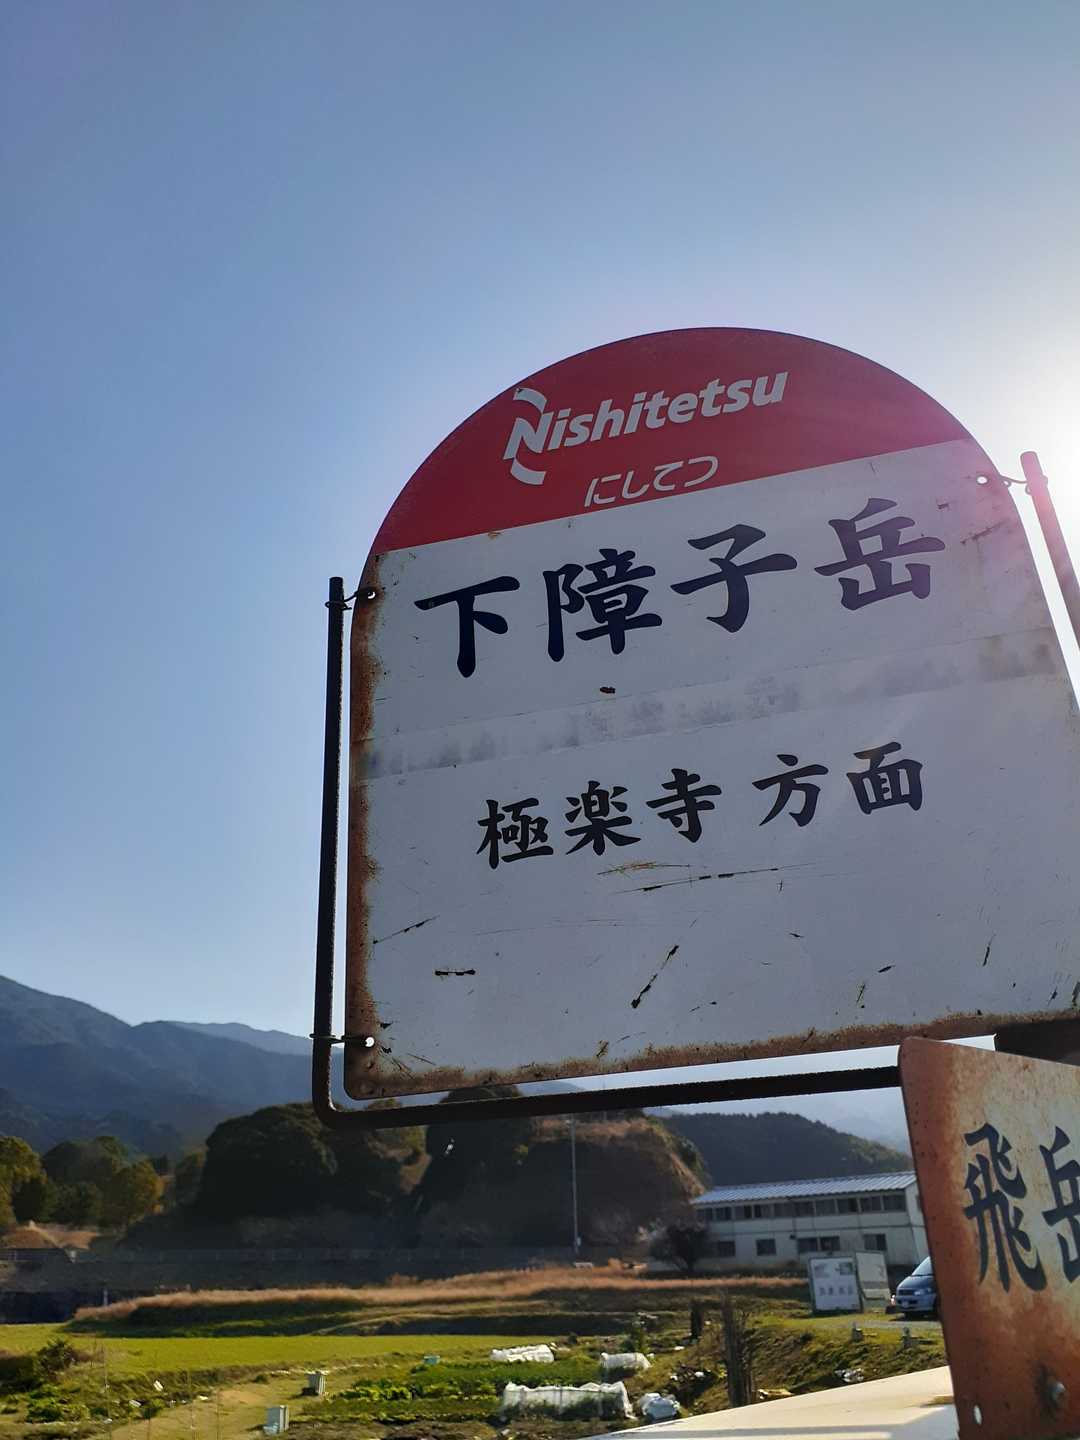 Nishitetsu
にしてつ
下障子岳
極楽寺 方面
飛岳